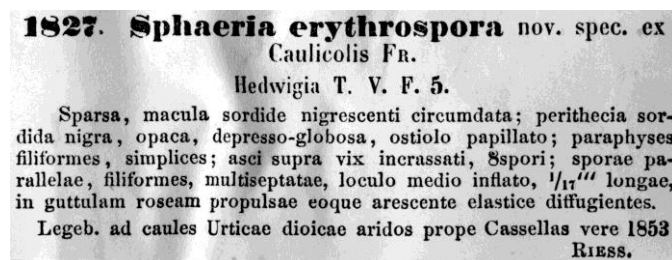 1827. Sphaeria erythrospora nov. spec. ex
Caulicolis Fr.
Hedwigia T. V. F. 5.
Sparsa, macula sordide nigrescenti circumdata; perithecia sor-
dida nigra, opaca, depresso-globosa, ostiolo papillato; paraphyses
filiformes, simplices; asci supra vix incrassati, 8spori; sporae pa-
rallelae, filiformes, multiseptatae, loculo medio inflato, 1/17''' longae,
in guttulam roseam propulsae eoque arescente elastice diffugientes.
Legeb. ad caules Urticae dioicae aridos prope Cassellas vere 1853
Riess.